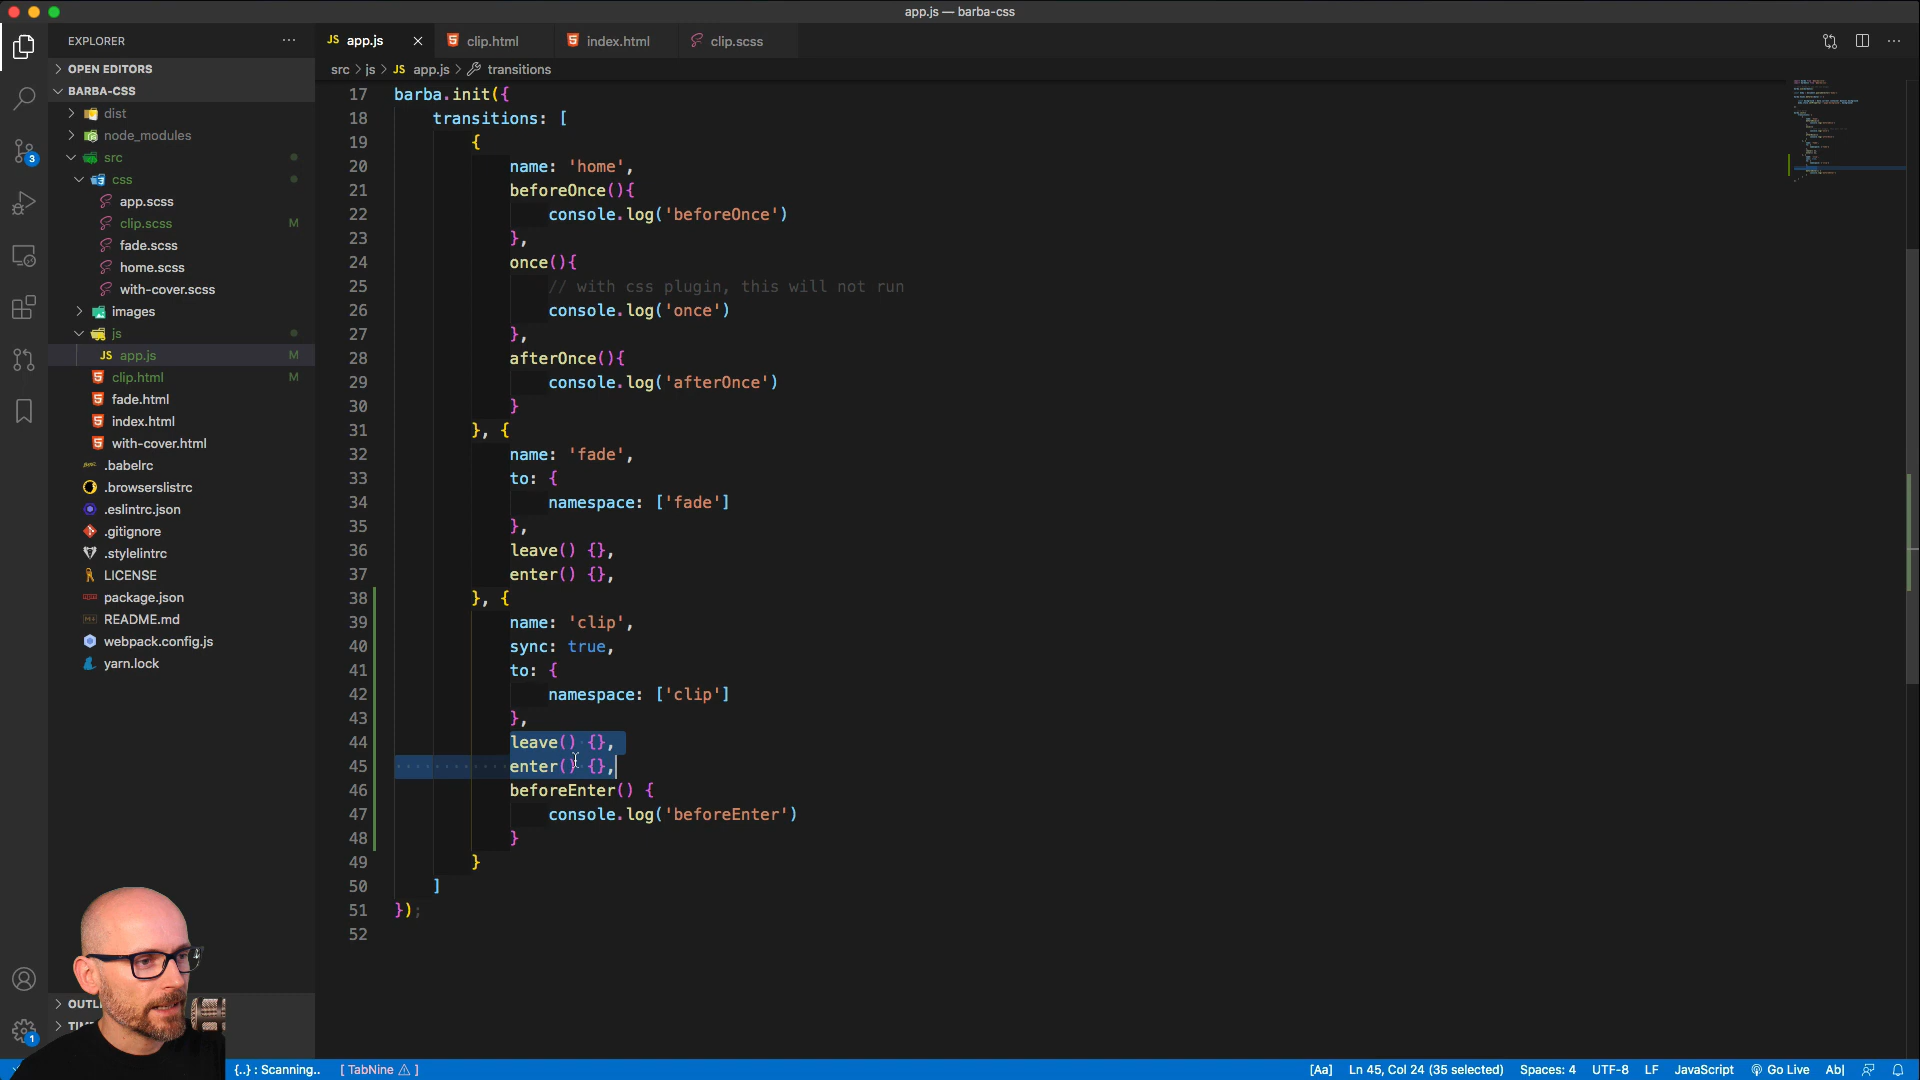 app.js — barba-css
EXPLORER
OPEN EDITORS
BARBA-CSS
dist
node_modules
src
css
app.scss
clip.scss M
fade.scss
home.scss
with-cover.scss
images
js
JS app.js M
clip.html M
fade.html
index.html
with-cover.html
.babelrc
.browserslistrc
.eslintrc.json
.gitignore
.stylelintrc
LICENSE
package.json
README.md
webpack.config.js
yarn.lock
3
1
JS app.js
clip.html
index.html
clip.scss
src > js > JS app.js > transitions
17 barba.init({
18 transitions: [
19 {
20 name: 'home',
21 beforeOnce(){
22 console.log('beforeOnce')
23 },
24 once(){
25 // with css plugin, this will not run
26 console.log('once')
27 },
28 afterOnce(){
29 console.log('afterOnce')
30 }
31 }, {
32 name: 'fade',
33 to: {
34 namespace: ['fade']
35 },
36 leave() {},
37 enter() {},
38 }, {
39 name: 'clip',
40 sync: true,
41 to: {
42 namespace: ['clip']
43 },
44 leave() {},
45 enter() {},
46 beforeEnter() {
47 console.log('beforeEnter')
48 }
49 }
50 ]
51 });
52
{..} : Scanning..
[ TabNine ⚠ ]
[Aa]
Ln 45, Col 24 (35 selected)
Spaces: 4
UTF-8
LF
JavaScript
Go Live
Ab|